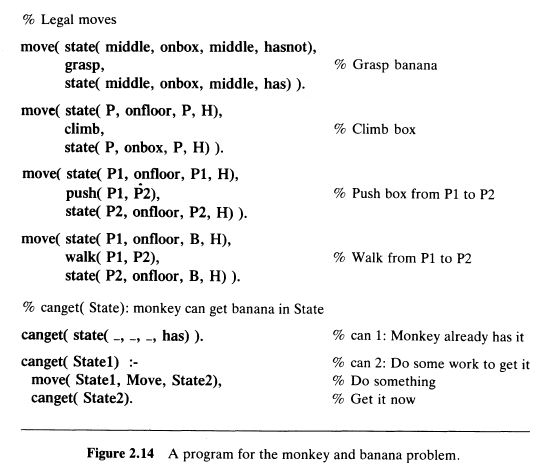 % Legal moves
move( state( middle, onbox, middle, hasnot),
grasp, % Grasp banana
state( middle, onbox, middle, has) ).
move( state( P, onfloor, P, H),
climb, % Climb box
state( P, onbox, P, H) ).
move( state( P1, onfloor, P1, H),
push( P1, P2), % Push box from P1 to P2
state( P2, onfloor, P2, H) ).
move( state( P1, onfloor, B, H),
walk( P1, P2), % Walk from P1 to P2
state( P2, onfloor, B, H) ).
% canget( State): monkey can get banana in State
canget( state( _, _, _, has) ). % can 1: Monkey already has it
canget( State1) :- % can 2: Do some work to get it
move( State1, Move, State2), % Do something
canget( State2). % Get it now
Figure 2.14 A program for the monkey and banana problem.